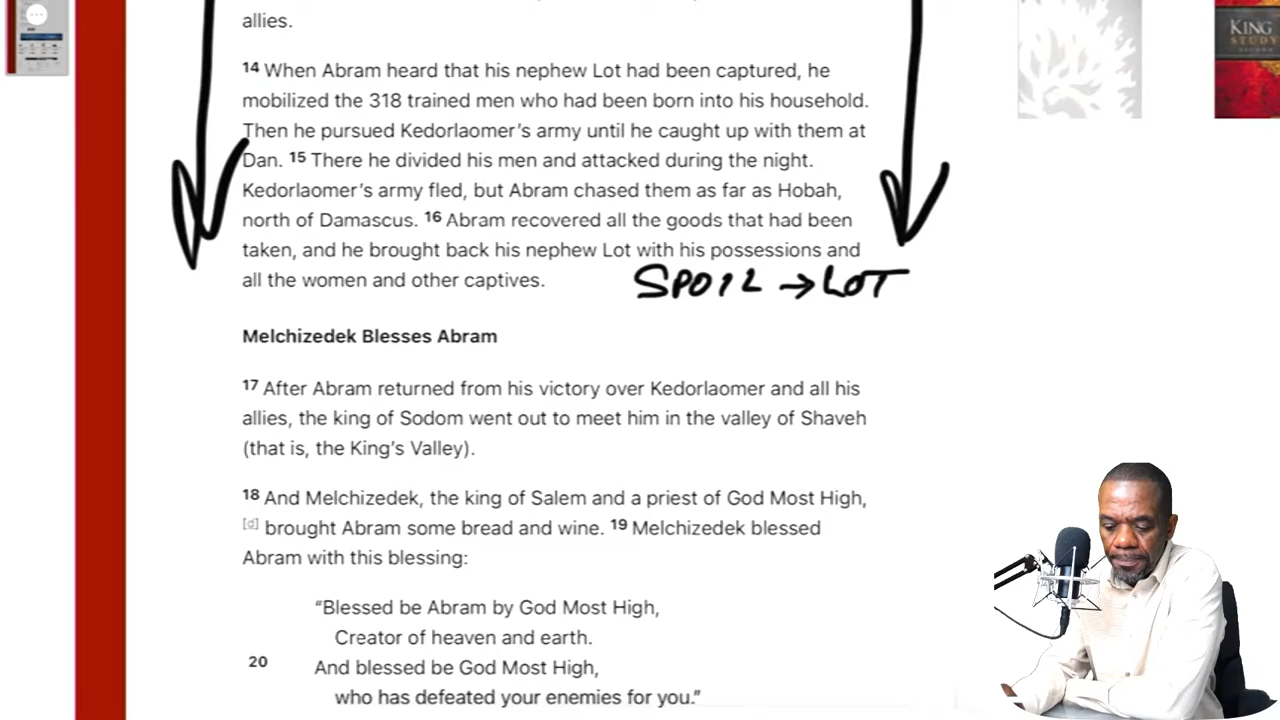 allies.
14 When Abram heard that his nephew Lot had been captured, he
mobilized the 318 trained men who had been born into his household.
Then he pursued Kedorlaomer’s army until he caught up with them at
Dan. 15 There he divided his men and attacked during the night.
Kedorlaomer’s army fled, but Abram chased them as far as Hobah,
north of Damascus. 16 Abram recovered all the goods that had been
taken, and he brought back his nephew Lot with his possessions and
all the women and other captives.
SPOIL → LOT
Melchizedek Blesses Abram
17 After Abram returned from his victory over Kedorlaomer and all his
allies, the king of Sodom went out to meet him in the valley of Shaveh
(that is, the King’s Valley).
18 And Melchizedek, the king of Salem and a priest of God Most High,
[d] brought Abram some bread and wine. 19 Melchizedek blessed
Abram with this blessing:
“Blessed be Abram by God Most High,
Creator of heaven and earth.
20 And blessed be God Most High,
who has defeated your enemies for you.”
KING
STUDY